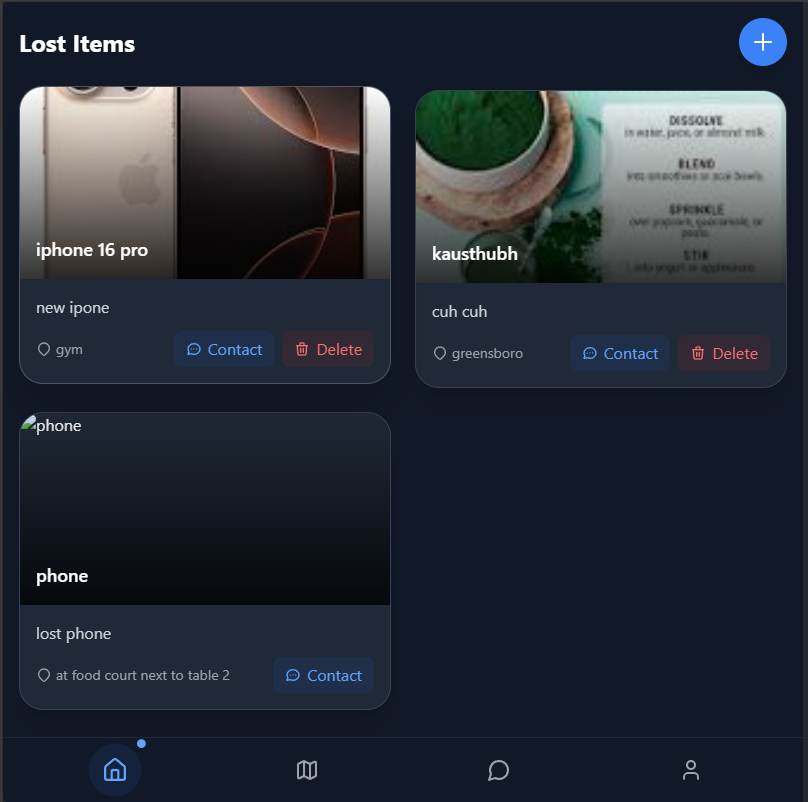 Lost Items
iphone 16 pro
new ipone
gym
Contact
Delete
DISSOLVE
in water, juice, or almond milk.
BLEND
into smoothies or acai bowls.
SPRINKLE
over popcorn, guacamole, or
pasta.
STIR
into yogurt or applesauce.
kausthubh
cuh cuh
greensboro
Contact
Delete
phone
phone
lost phone
at food court next to table 2
Contact